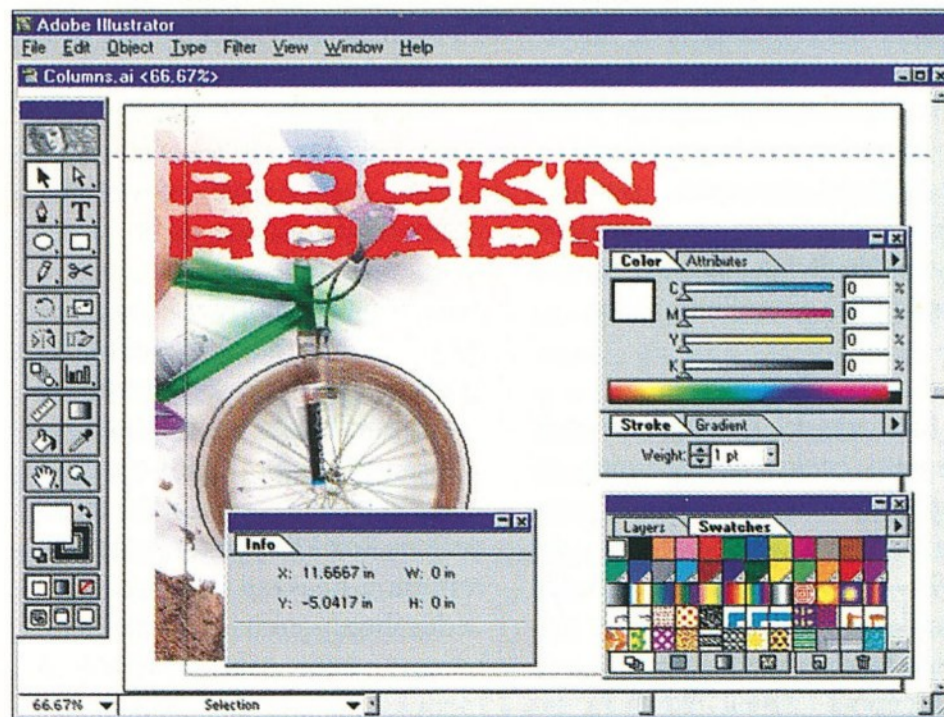 Adobe Illustrator
File Edit Object Type Filter View Window Help
Columns.ai <66.67%>
T
ROCK'N
ROADS
Color Attributes
C 0 %
M 0 %
Y 0 %
K 0 %
Stroke Gradient
Weight: 1 pt
Info
X: 11.6667 in W: 0 in
Y: -5.0417 in H: 0 in
Layers Swatches
66.67% Selection